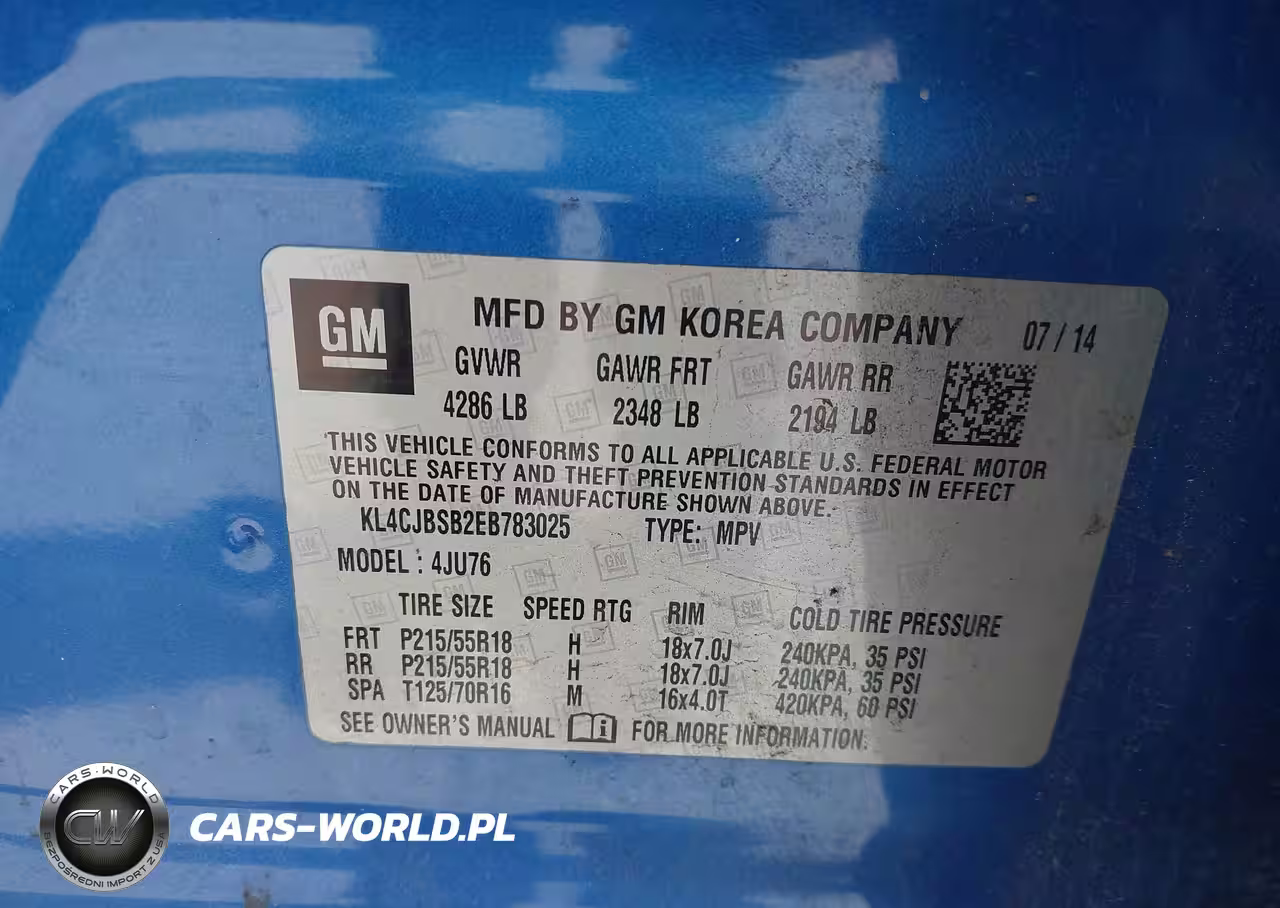 GM
MFD BY GM KOREA COMPANY 07 / 14
GVWR GAWR FRT GAWR RR
4286 LB 2348 LB 2194 LB
THIS VEHICLE CONFORMS TO ALL APPLICABLE U.S. FEDERAL MOTOR
VEHICLE SAFETY AND THEFT PREVENTION STANDARDS IN EFFECT
ON THE DATE OF MANUFACTURE SHOWN ABOVE.
KL4CJBSB2EB783025 TYPE: MPV
MODEL : 4JU76
TIRE SIZE SPEED RTG RIM COLD TIRE PRESSURE
FRT P215/55R18 H 18x7.0J 240KPA, 35 PSI
RR P215/55R18 H 18x7.0J 240KPA, 35 PSI
SPA T125/70R16 M 16x4.0T 420KPA, 60 PSI
SEE OWNER'S MANUAL FOR MORE INFORMATION.
CARS-WORLD
CW
BEZPOŚREDNI IMPORT Z USA
CARS-WORLD.PL